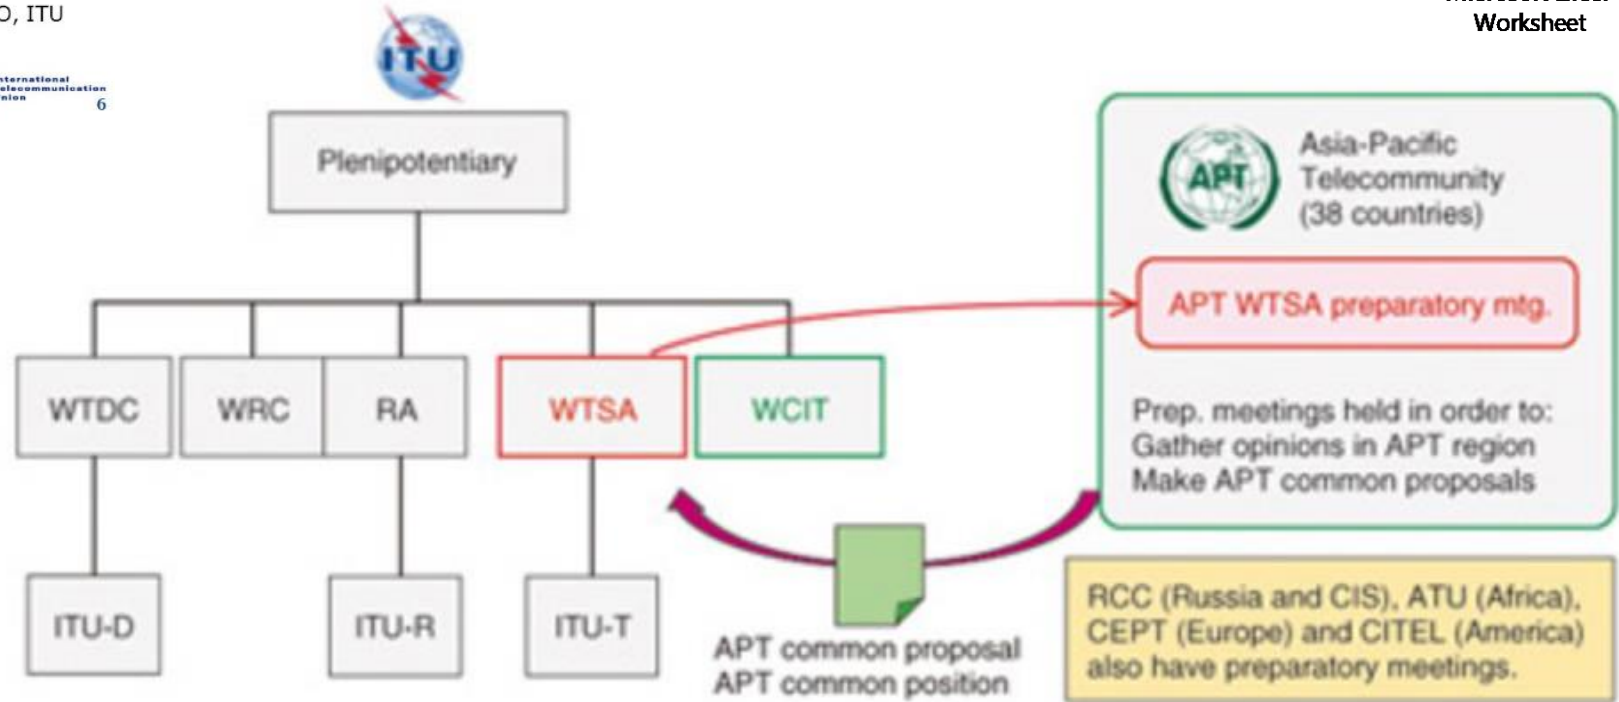 O, ITU
Worksheet
International
Telecommunication
Union
6
ITU
Plenipotentiary
WTDC
WRC
RA
WTSA
WCIT
ITU-D
ITU-R
ITU-T
APT common proposal
APT common position
APT
Asia-Pacific
Telecommunity
(38 countries)
APT WTSA preparatory mtg.
Prep. meetings held in order to:
Gather opinions in APT region
Make APT common proposals
RCC (Russia and CIS), ATU (Africa),
CEPT (Europe) and CITEL (America)
also have preparatory meetings.